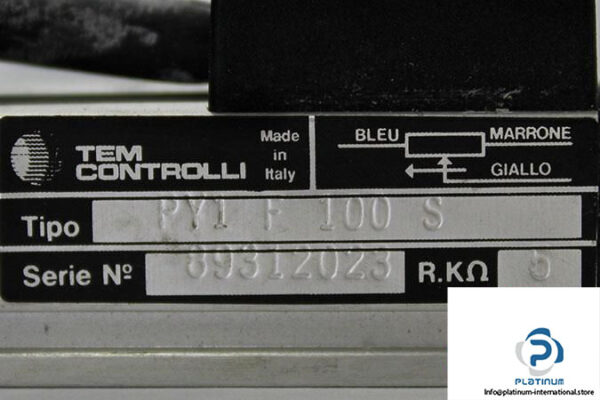 TEM
CONTROLLI
Made
in
Italy
BLEU
MARRONE
GIALLO
Tipo PY1 F 100 S
Serie Nº 89312023 R.KΩ 5
PLATINUM
Info@platinum-international.store